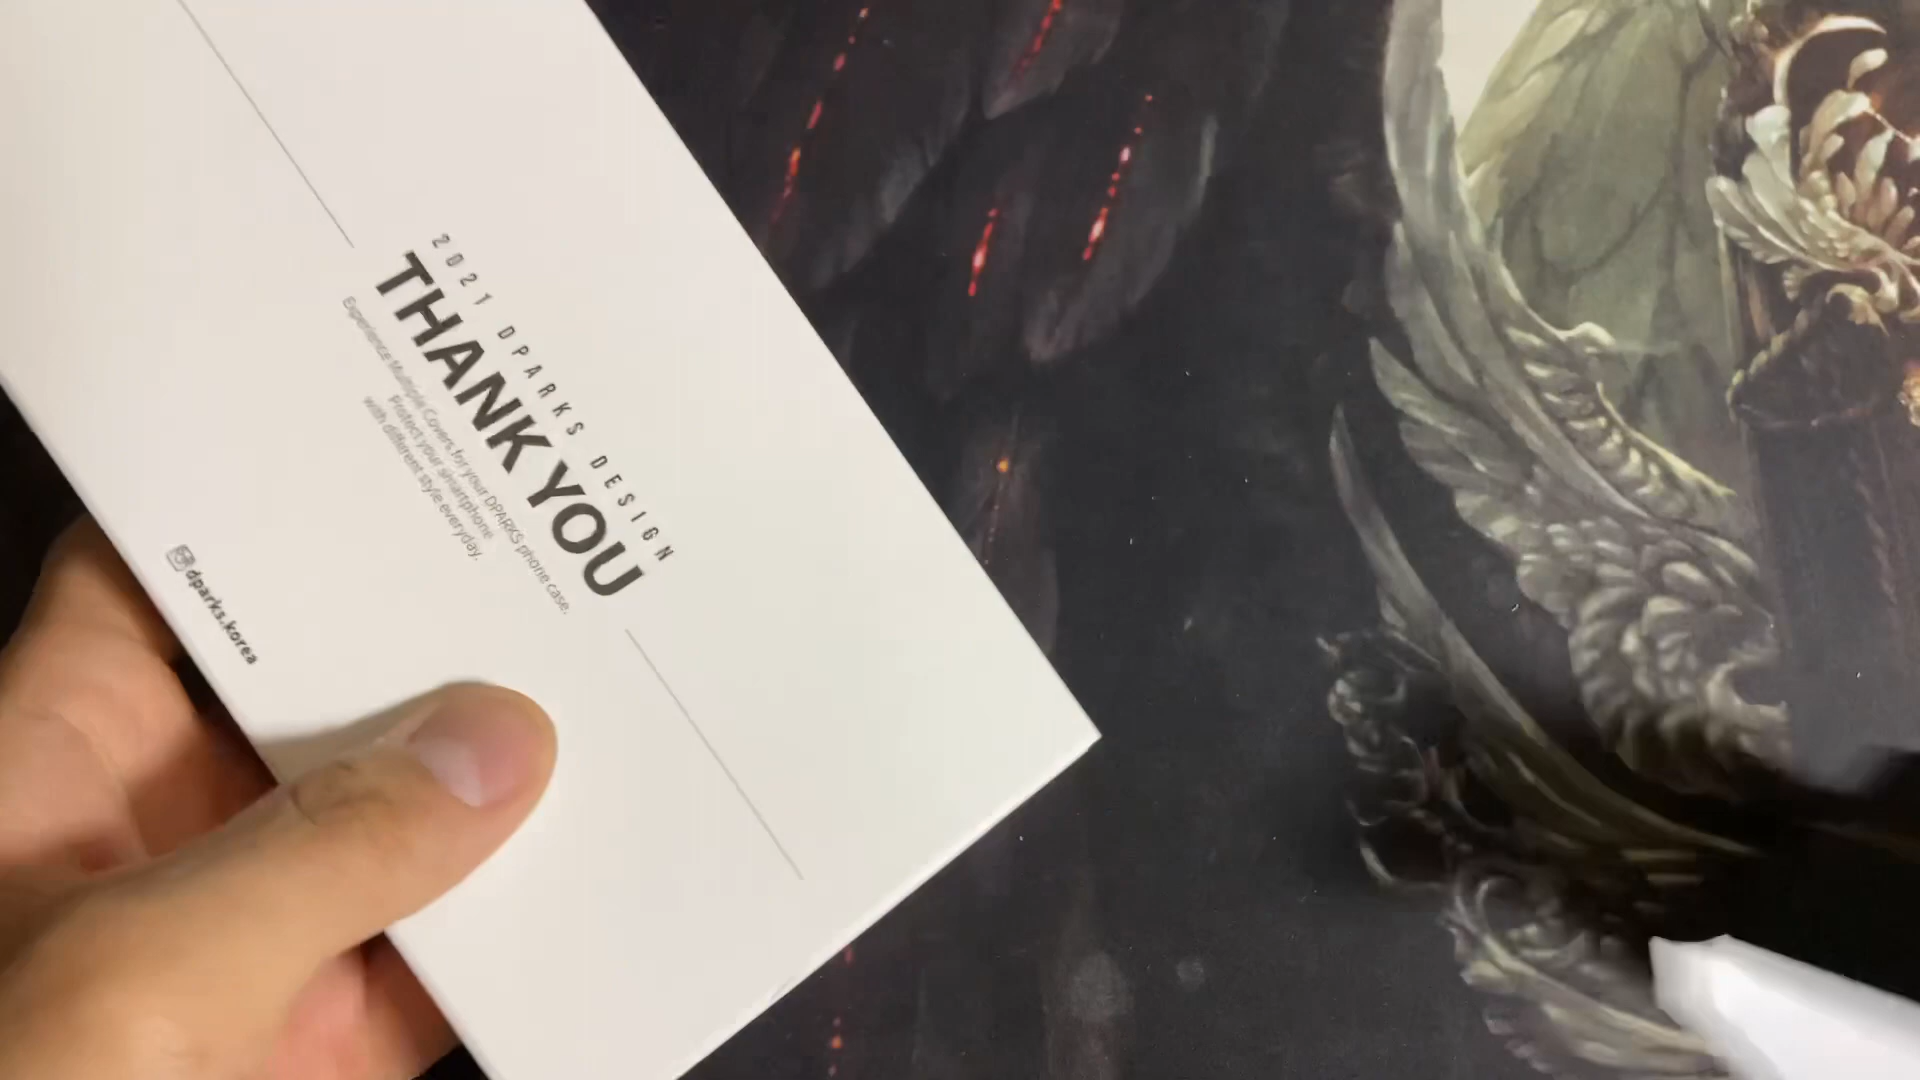 2021 DPARKS DESIGN
THANK YOU
Experience Multiple Covers for your DPARKS phone case.
Protect your smartphone
with different style everyday.
dparks.korea